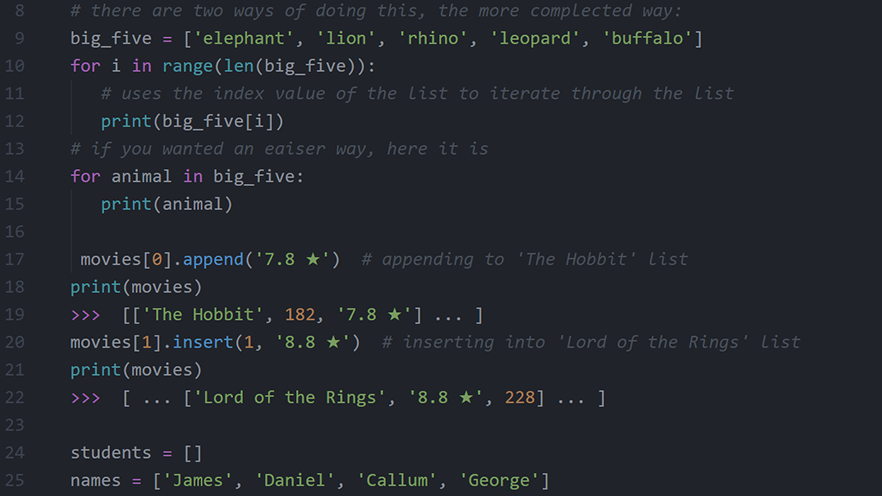 8 # there are two ways of doing this, the more complected way:
9 big_five = ['elephant', 'lion', 'rhino', 'leopard', 'buffalo']
10 for i in range(len(big_five)):
11 # uses the index value of the list to iterate through the list
12 print(big_five[i])
13 # if you wanted an eaiser way, here it is
14 for animal in big_five:
15 print(animal)
16
17 movies[0].append('7.8 ★') # appending to 'The Hobbit' list
18 print(movies)
19 >>> [['The Hobbit', 182, '7.8 ★'] ... ]
20 movies[1].insert(1, '8.8 ★') # inserting into 'Lord of the Rings' list
21 print(movies)
22 >>> [ ... ['Lord of the Rings', '8.8 ★', 228] ... ]
23
24 students = []
25 names = ['James', 'Daniel', 'Callum', 'George']